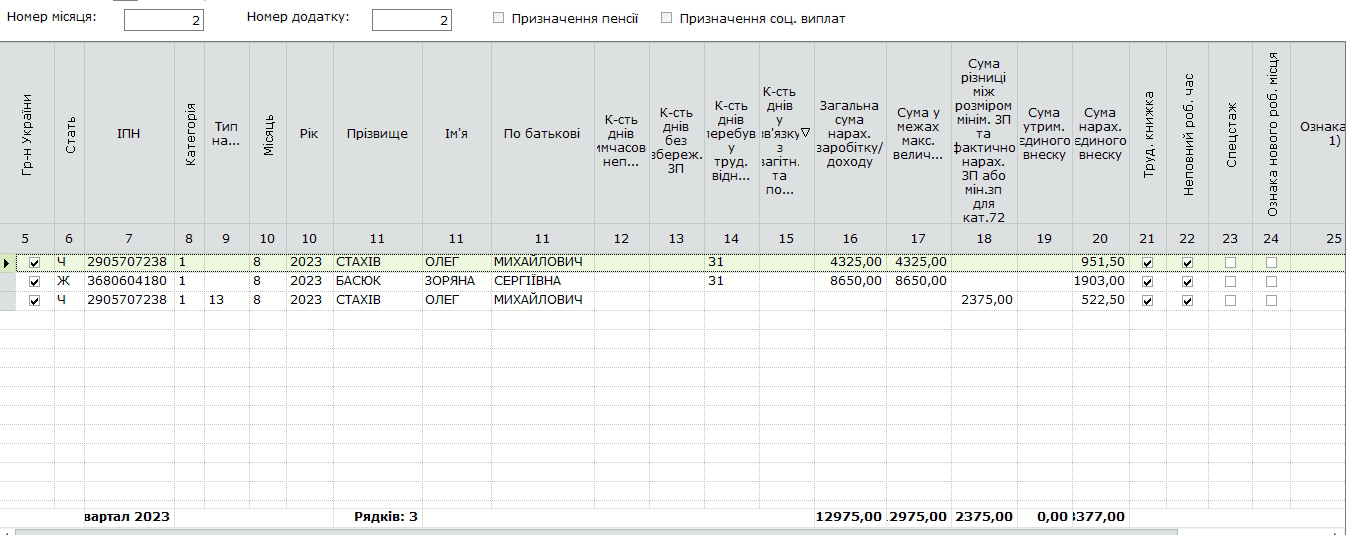 Номер місяця: 2 Номер додатку: 2 Призначення пенсії Призначення соц. виплат
Гр-н України
Стать
ІПН
Категорія
Тип
на...
Місяць
Рік
Прізвище
Ім'я
По батькові
К-сть
днів
имчасов
неп...
К-сть
днів
без
збереж.
ЗП
К-сть
днів
перебув
у
труд.
відн...
К-сть
днів
у
зв'язку
з
вагітн.
та
по...
Загальна
сума
нарах.
заробітку/
доходу
Сума у
межах
макс.
велич...
Сума
різниці
між
розміром
мінім. ЗП
та
фактично
нарах.
ЗП або
мін.зп
для
кат.72
Сума
утрим.
єдиного
внеску
Сума
нарах.
єдиного
внеску
Труд. книжка
Неповний роб. час
Спецстаж
Ознака нового роб. місця
Ознака
1)
5 6 7 8 9 10 10 11 11 11 12 13 14 15 16 17 18 19 20 21 22 23 24 25
Ч 2905707238 1 8 2023 СТАХІВ ОЛЕГ МИХАЙЛОВИЧ 31 4325,00 4325,00 951,50
Ж 3680604180 1 8 2023 БАСЮК ЗОРЯНА СЕРГІЇВНА 31 8650,00 8650,00 1903,00
Ч 2905707238 1 13 8 2023 СТАХІВ ОЛЕГ МИХАЙЛОВИЧ 2375,00 522,50
вартал 2023 Рядків: 3 12975,00 2975,00 2375,00 0,00 3377,00